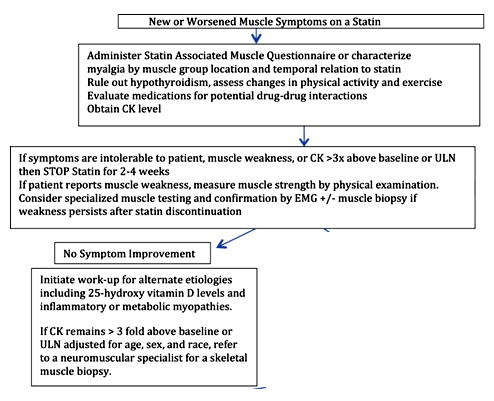 New or Worsened Muscle Symptoms on a Statin
Administer Statin Associated Muscle Questionnaire or characterize
myalgia by muscle group location and temporal relation to statin
Rule out hypothyroidism, assess changes in physical activity and exercise
Evaluate medications for potential drug-drug interactions
Obtain CK level
If symptoms are intolerable to patient, muscle weakness, or CK >3x above baseline or ULN
then STOP Statin for 2-4 weeks
If patient reports muscle weakness, measure muscle strength by physical examination.
Consider specialized muscle testing and confirmation by EMG +/- muscle biopsy if
weakness persists after statin discontinuation
No Symptom Improvement
Initiate work-up for alternate etiologies
including 25-hydroxy vitamin D levels and
inflammatory or metabolic myopathies.
If CK remains > 3 fold above baseline or
ULN adjusted for age, sex, and race, refer
to a neuromuscular specialist for a skeletal
muscle biopsy.